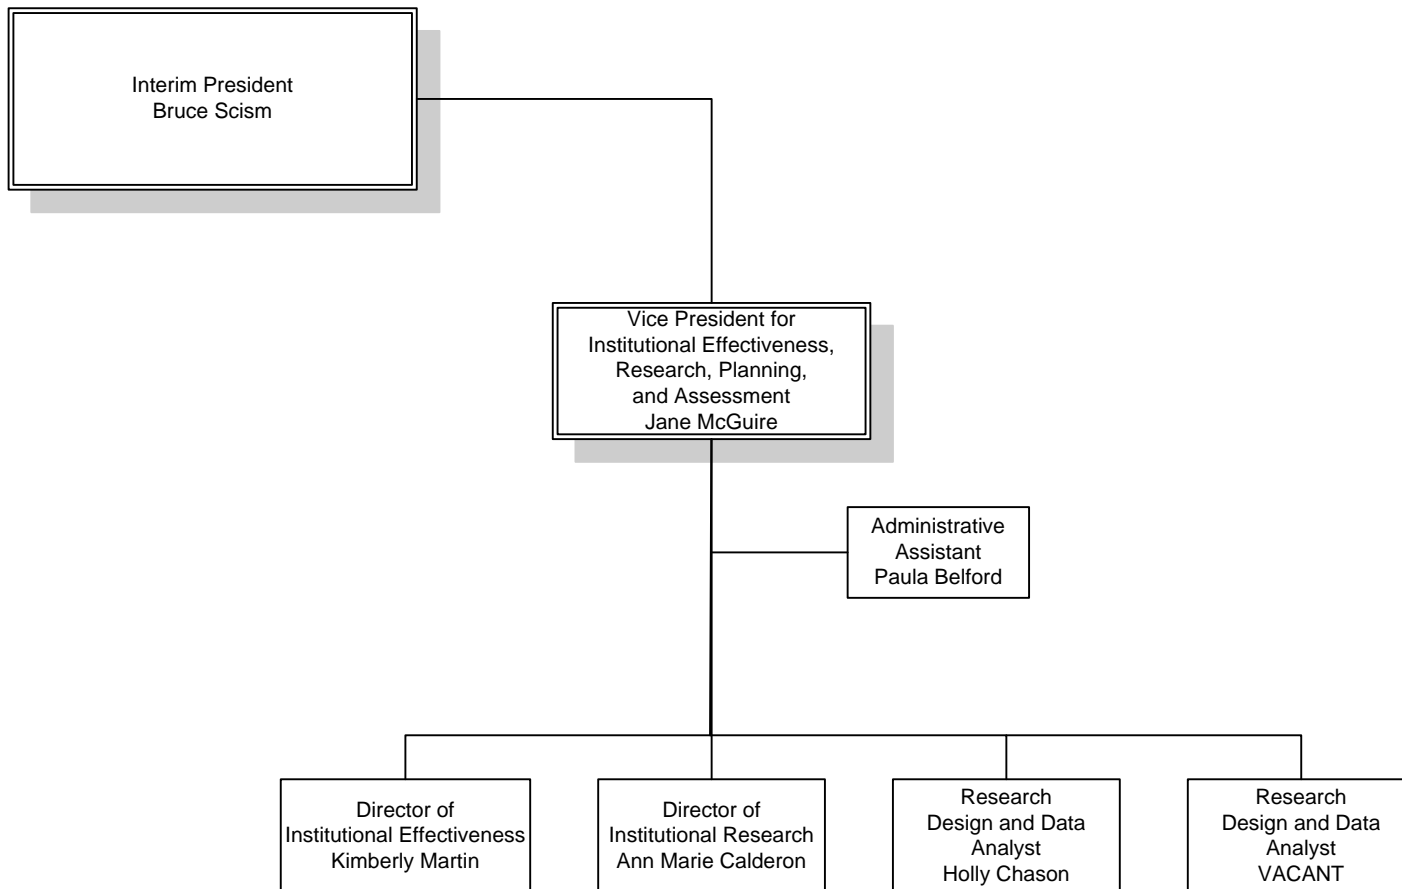 Interim President
Bruce Scism
Vice President for
Institutional Effectiveness,
Research, Planning,
and Assessment
Jane McGuire
Administrative
Assistant
Paula Belford
Director of
Institutional Effectiveness
Kimberly Martin
Director of
Institutional Research
Ann Marie Calderon
Research
Design and Data
Analyst
Holly Chason
Research
Design and Data
Analyst
VACANT